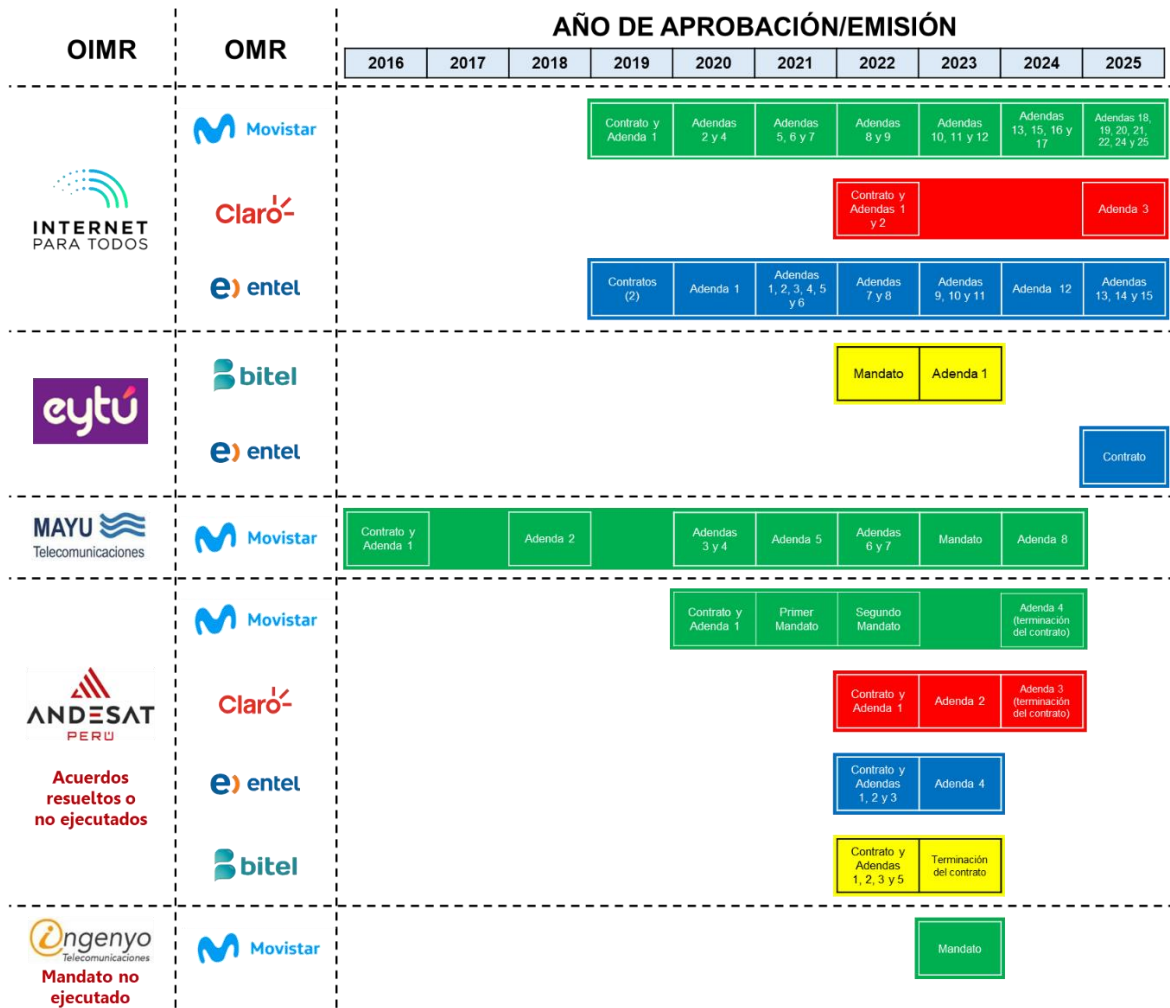 OIMR
OMR
AÑO DE APROBACIÓN/EMISIÓN
2016 2017 2018 2019 2020 2021 2022 2023 2024 2025
INTERNET
PARA TODOS
Movistar
Contrato y
Adenda 1
Adendas
2 y 4
Adendas
5, 6 y 7
Adendas
8 y 9
Adendas
10, 11 y 12
Adendas
13, 15, 16 y
17
Adendas 18,
19, 20, 21,
22, 24 y 25
Claro
Contrato y
Adendas 1
y 2
Adenda 3
entel
Contratos
(2)
Adenda 1
Adendas
1, 2, 3, 4, 5
y 6
Adendas
7 y 8
Adendas
9, 10 y 11
Adenda 12
Adendas
13, 14 y 15
eytú
bitel
Mandato
Adenda 1
entel
Contrato
MAYU
Telecomunicaciones
Movistar
Contrato y
Adenda 1
Adenda 2
Adendas
3 y 4
Adenda 5
Adendas
6 y 7
Mandato
Adenda 8
ANDESAT
PERÚ
Acuerdos
resueltos o
no ejecutados
Movistar
Contrato y
Adenda 1
Primer
Mandato
Segundo
Mandato
Adenda 4
(terminación
del contrato)
Claro
Contrato y
Adenda 1
Adenda 2
Adenda 3
(terminación
del contrato)
entel
Contrato y
Adendas
1, 2 y 3
Adenda 4
bitel
Contrato y
Adendas
1, 2, 3 y 5
Terminación
del contrato
ingenyo
Telecomunicaciones
Mandato no
ejecutado
Movistar
Mandato